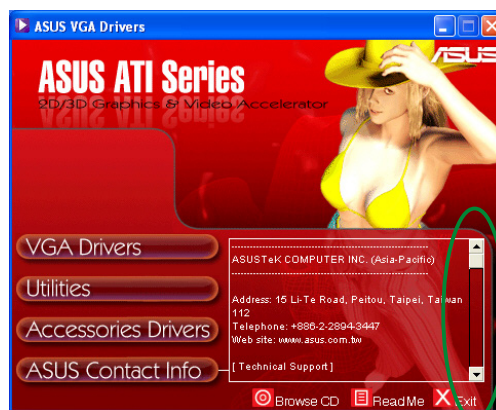 ASUS VGA Drivers
ASUS
ASUS ATI Series
2D/3D Graphics & Video Accelerator
VGA Drivers
Utilities
Accessories Drivers
ASUS Contact Info
-------------------------------------------------
ASUSTeK COMPUTER INC. (Asia-Pacific)
-------------------------------------------------
Address: 15 Li-Te Road, Peitou, Taipei, Taiwan
112
Telephone: +886-2-2894-3447
Web site: www.asus.com.tw
[ Technical Support ]
Browse CD
ReadMe
Exit